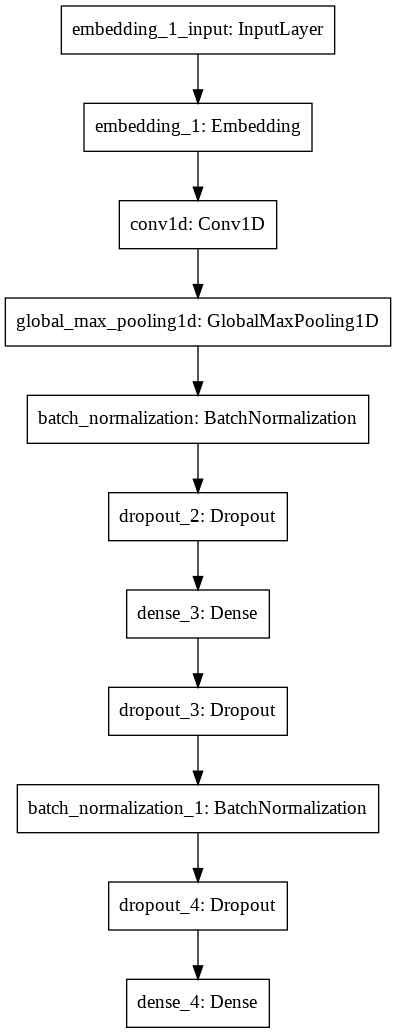 embedding_1_input: InputLayer
embedding_1: Embedding
conv1d: Conv1D
global_max_pooling1d: GlobalMaxPooling1D
batch_normalization: BatchNormalization
dropout_2: Dropout
dense_3: Dense
dropout_3: Dropout
batch_normalization_1: BatchNormalization
dropout_4: Dropout
dense_4: Dense